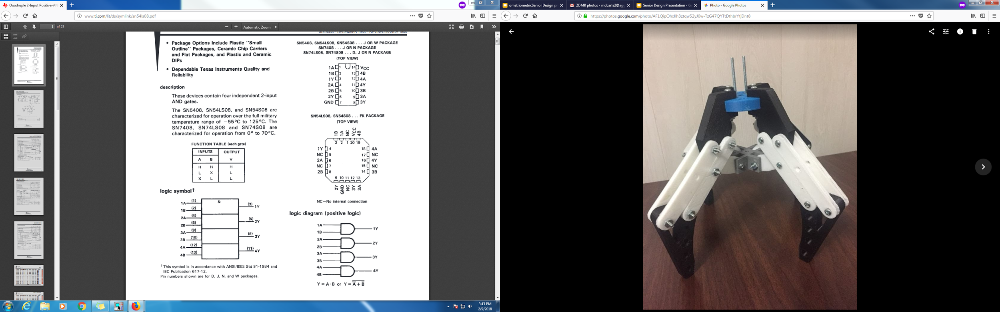 Quadruple 2-Input Positive-AN
www.ti.com/lit/ds/symlink/sn54ls08.pdf
1 of 23
Automatic Zoom
SDLS033 – DECEMBER 1983 – REVISED MARCH 1988
• Package Options Include Plastic ''Small
Outline'' Packages, Ceramic Chip Carriers
and Flat Packages, and Plastic and Ceramic
DIPs
• Dependable Texas Instruments Quality and
Reliability
description
These devices contain four independent 2-input
AND gates.
The SN5408, SN54LS08, and SN54S08 are
characterized for operation over the full military
temperature range of −55°C to 125°C. The
SN7408, SN74LS08 and SN74S08 are
characterized for operation from 0° to 70°C.
FUNCTION TABLE (each gate)
INPUTS OUTPUT
A B Y
H H H
L X L
X L L
logic symbol†
&
1A (1)
1B (2)
(3) 1Y
2A (4)
2B (5)
(6) 2Y
3A (9)
3B (10)
(8) 3Y
4A (12)
4B (13)
(11) 4Y
† This symbol is in accordance with ANSI/IEEE Std 91-1984 and
IEC Publication 617-12.
Pin numbers shown are for D, J, N, and W packages.
SN5408, SN54LS08, SN54S08 . . . J OR W PACKAGE
SN7408 . . . J OR N PACKAGE
SN74LS08, SN74S08 . . . D, J OR N PACKAGE
(TOP VIEW)
1A 1 14 VCC
1B 2 13 4B
1Y 3 12 4A
2A 4 11 4Y
2B 5 10 3B
2Y 6 9 3A
GND 7 8 3Y
SN54LS08, SN54S08 . . . FK PACKAGE
(TOP VIEW)
1B 1A NC VCC 4B
3 2 1 20 19
1Y 4 18 4A
NC 5 17 NC
2A 6 16 4Y
NC 7 15 NC
2B 8 14 3B
9 10 11 12 13
2Y GND NC 3Y 3A
NC—No internal connection
logic diagram (positive logic)
1A
1B
1Y
2A
2B
2Y
3A
3B
3Y
4A
4B
4Y
Y = A·B or Y = \overline{\overline{A} + \overline{B}}
3:43 PM
2/9/2018
ometriometricSenior Design pr
ZDMR photos - mdcarte2@agg
Senior Design Presentation - Go
Photo - Google Photos
https://photos.google.com/photo/AF1QipOhxKh3ztqw52yJ0w-TzG47QYTtDthbrYtjDnt8